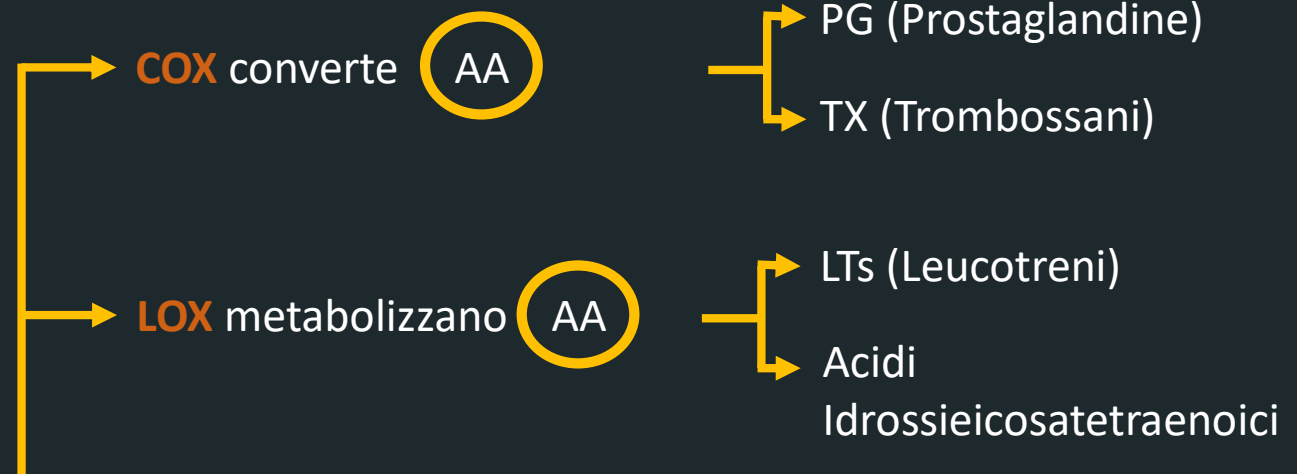 PG (Prostaglandine)
COX converte AA
TX (Trombossani)
LTs (Leucotreni)
LOX metabolizzano AA
Acidi
Idrossieicosatetraenoici